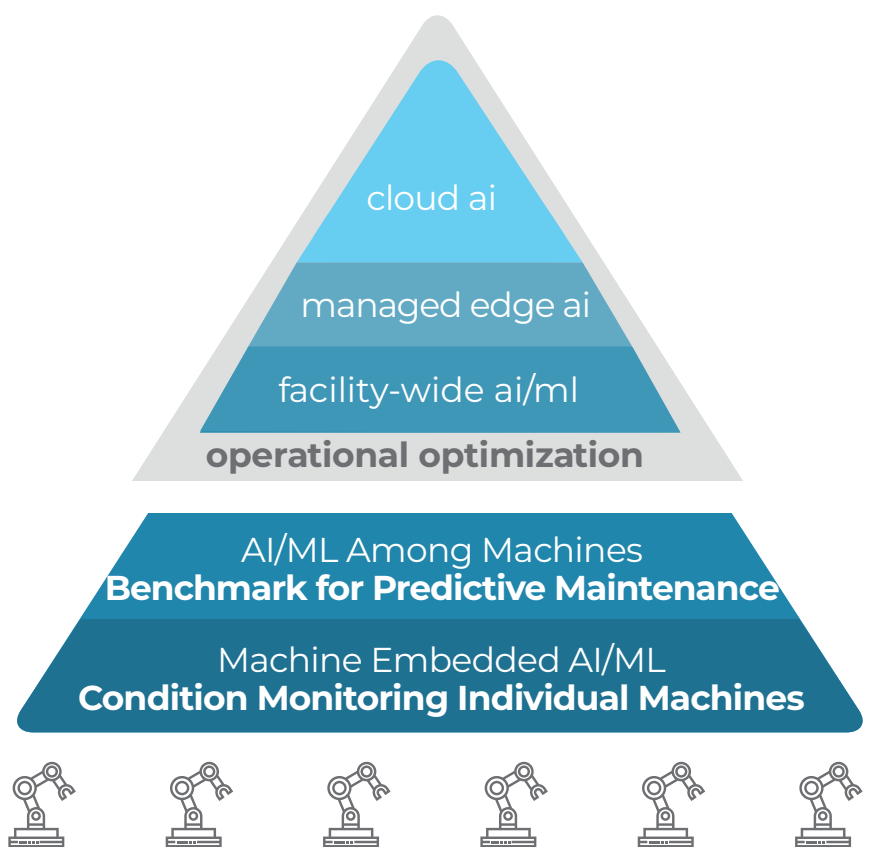 cloud ai
managed edge ai
facility-wide ai/ml
operational optimization
AI/ML Among Machines
Benchmark for Predictive Maintenance
Machine Embedded AI/ML
Condition Monitoring Individual Machines